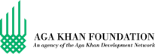 AGA KHAN FOUNDATION
An agency of the Aga Khan Development Network